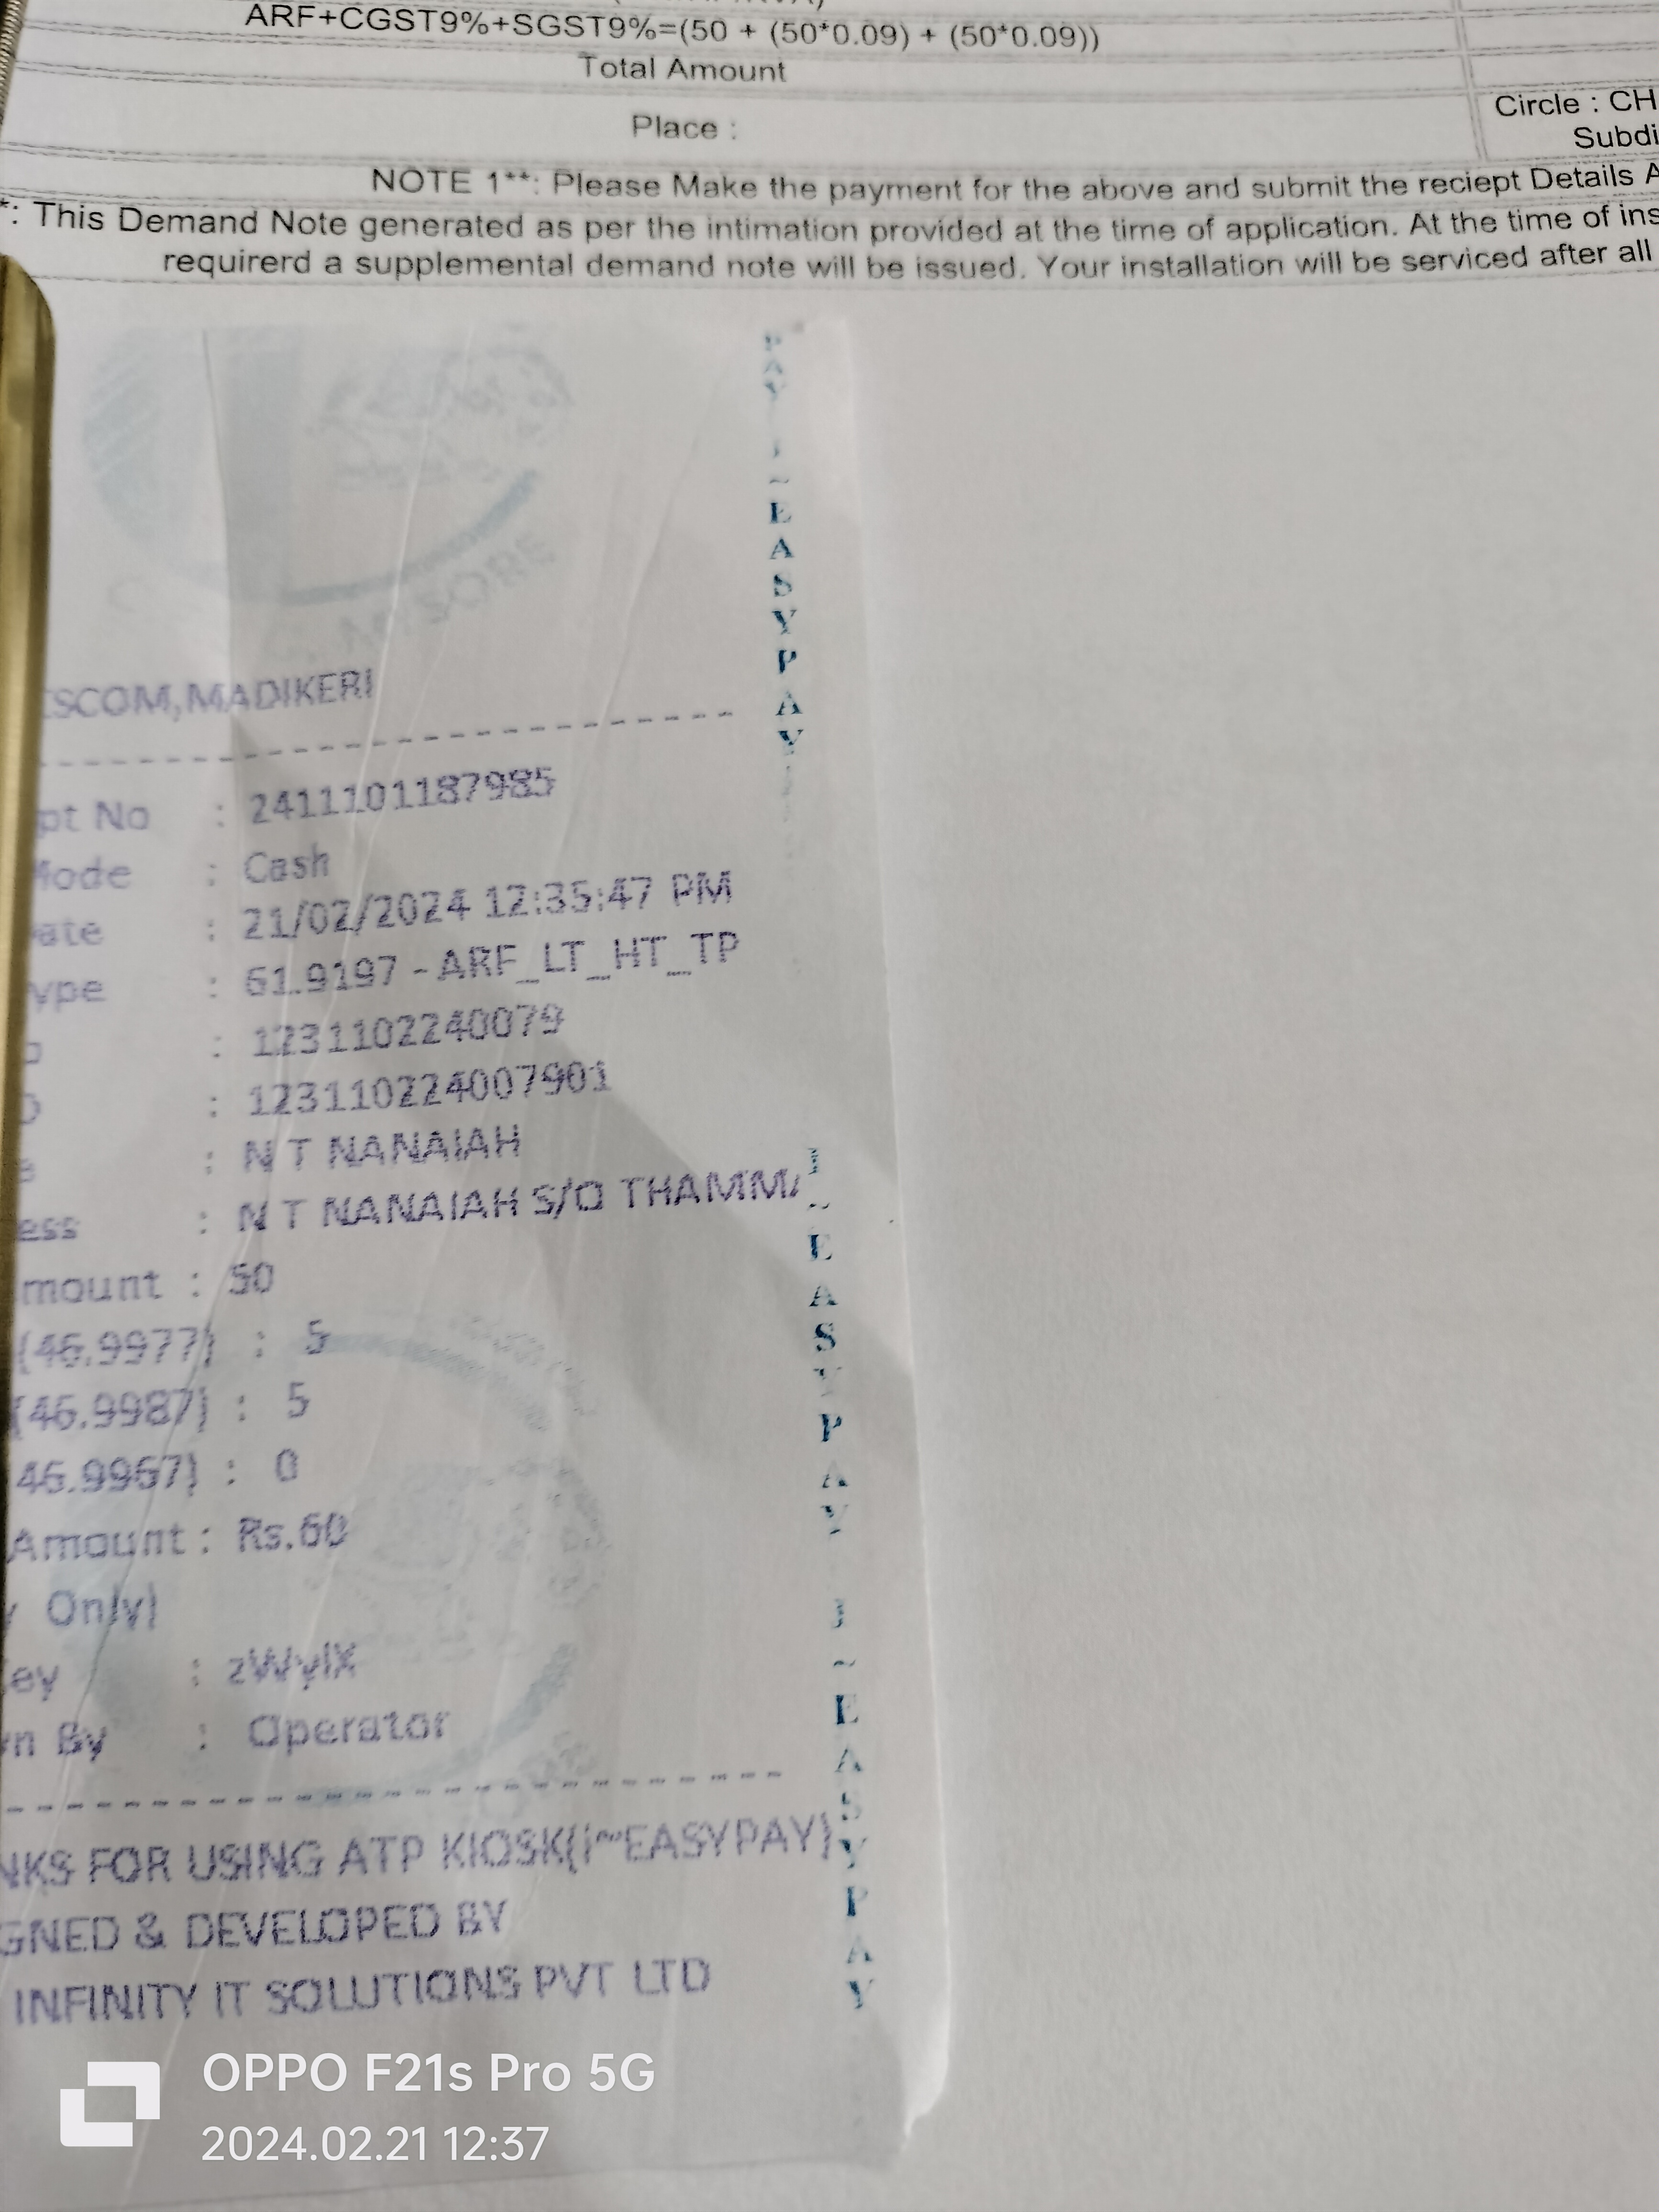 ARF+CGST9%+SGST9%=(50 + (50*0.09) + (50*0.09))
Total Amount
Place :
Circle : CH
Subdi
NOTE 1**: Please Make the payment for the above and submit the reciept Details A
*: This Demand Note generated as per the intimation provided at the time of application. At the time of ins
requirerd a supplemental demand note will be issued. Your installation will be serviced after all
PAY I~EASYPAY
MYSORE
ESCOM,MADIKERI
pt No : 2411101187985
Mode : Cash
ate : 21/02/2024 12:35:47 PM
ype : 61.9197 - ARF_LT_HT_TP
o : 1231102240079
D : 123110224007901
e : N T NANAIAH
ess : N T NANAIAH S/O THAMMA
mount : 50
(46.9977) : 5
(46.9987) : 5
46.9967) : 0
Amount : Rs.60
y Only)
ey : zWylX
wn By : Operator
I~EASYPAY
I~EASYPAY
NKS FOR USING ATP KIOSK(i~EASYPAY)
GNED & DEVELOPED BY
INFINITY IT SOLUTIONS PVT LTD
OPPO F21s Pro 5G
2024.02.21 12:37